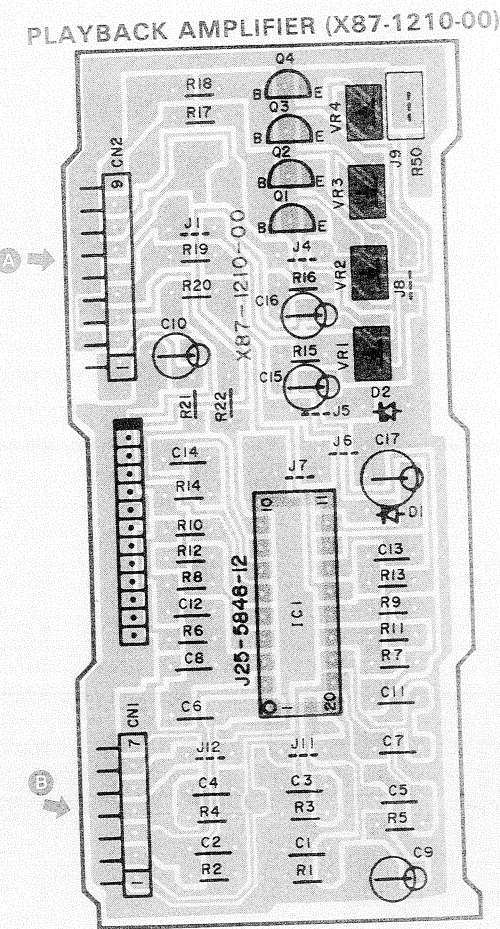 PLAYBACK AMPLIFIER (X87-1210-00)
Q4
R18
B E
R17
Q3
VR4
B E
J9
R50
CN2
9
Q2
B E
VR3
Q1
J1
B E
A
R19
X87-1210-00
J4
R20
R16
VR2
J8
C16
C10
R15
VR1
1
C15
D2
R21
R22
J5
J6
C17
C14
J7
R14
10
11
D1
R10
R12
C13
R8
J25-5848-12
IC1
R13
C12
R9
R6
R11
C8
R7
C6
1
20
C11
CN1
7
J12
J11
C7
B
C4
C3
C5
R4
R3
R5
C2
C1
C9
1
R2
R1